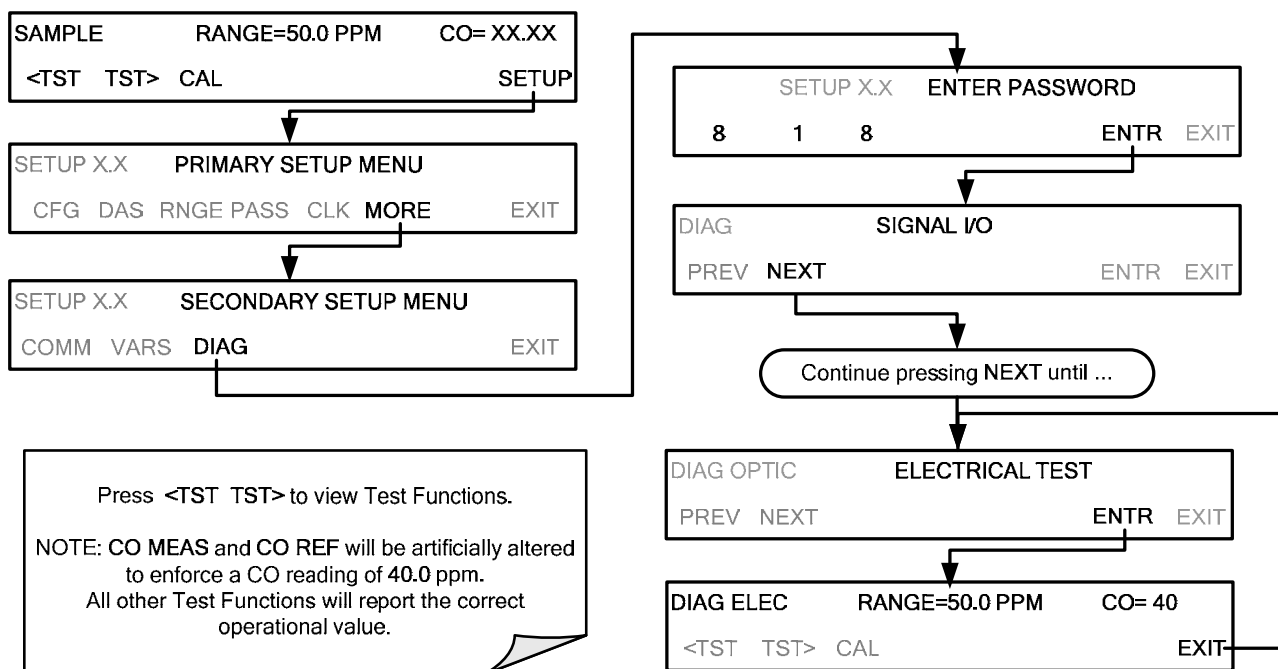 SAMPLE RANGE=50.0 PPM CO= XX.XX
<TST TST> CAL SETUP
SETUP X.X PRIMARY SETUP MENU
CFG DAS RNGE PASS CLK MORE EXIT
SETUP X.X SECONDARY SETUP MENU
COMM VARS DIAG EXIT
SETUP X.X ENTER PASSWORD
8 1 8 ENTR EXIT
DIAG SIGNAL I/O
PREV NEXT ENTR EXIT
Continue pressing NEXT until ...
DIAG OPTIC ELECTRICAL TEST
PREV NEXT ENTR EXIT
DIAG ELEC RANGE=50.0 PPM CO= 40
<TST TST> CAL EXIT
Press <TST TST> to view Test Functions.
NOTE: CO MEAS and CO REF will be artificially altered
to enforce a CO reading of 40.0 ppm.
All other Test Functions will report the correct
operational value.